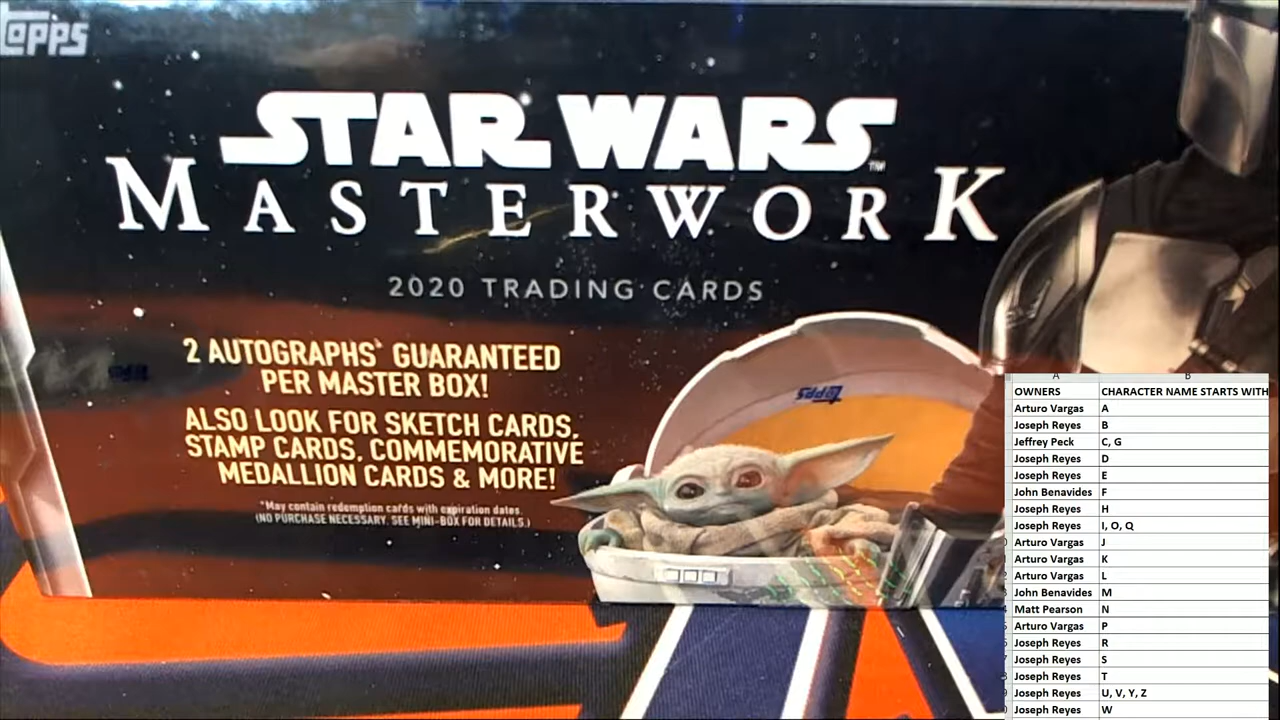 topps
STAR WARS™
MASTERWORK
2020 TRADING CARDS
2 AUTOGRAPHS* GUARANTEED
PER MASTER BOX!
ALSO LOOK FOR SKETCH CARDS,
STAMP CARDS, COMMEMORATIVE
MEDALLION CARDS & MORE!
*May contain redemption cards with expiration dates.
(NO PURCHASE NECESSARY. SEE MINI-BOX FOR DETAILS.)
topps
topps
A B
OWNERS CHARACTER NAME STARTS WITH
Arturo Vargas A
Joseph Reyes B
Jeffrey Peck C, G
Joseph Reyes D
Joseph Reyes E
John Benavides F
Joseph Reyes H
Joseph Reyes I, O, Q
Arturo Vargas J
Arturo Vargas K
Arturo Vargas L
John Benavides M
Matt Pearson N
Arturo Vargas P
Joseph Reyes R
Joseph Reyes S
Joseph Reyes T
Joseph Reyes U, V, Y, Z
Joseph Reyes W